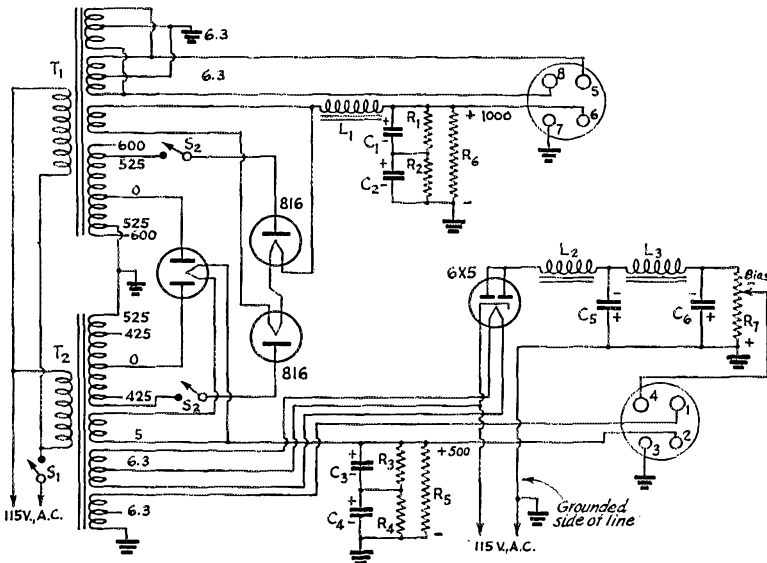 6.3
6.3
T1
600
525
S2
0
525
600
L1
C1
C2
R1
R2
R6
+ 1000
-
8
5
7
6
816
816
6X5
L2
L3
Bias
C5
C6
R7
T2
525
425
0
425
S2
5
6.3
6.3
S1
115V., A.C.
C3
C4
R3
R4
R5
+500
-
4
1
3
2
Grounded
side of line
115 V., A.C.